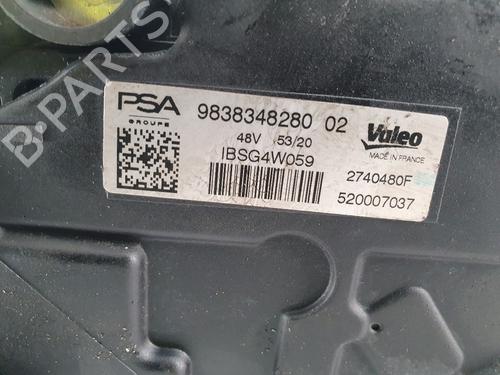 PSA
GROUPE
9838348280 02
48V 53/20
IBSG4W059
Valeo
MADE IN FRANCE
2740480F
520007037
B-PARTS